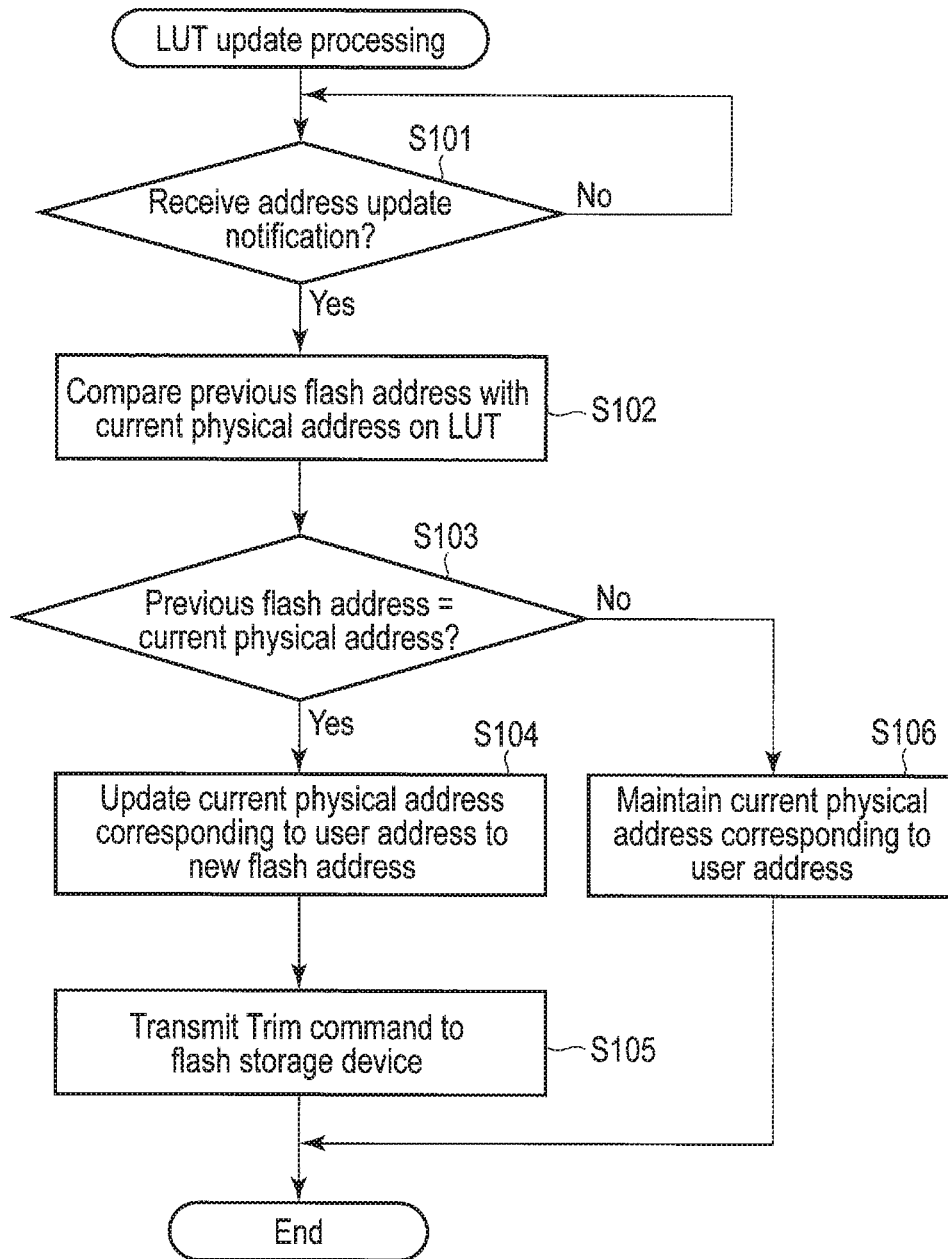 LUT update processing
S101
Receive address update
notification?
No
Yes
Compare previous flash address with
current physical address on LUT
S102
S103
Previous flash address =
current physical address?
No
Yes
S104
Update current physical address
corresponding to user address to
new flash address
S106
Maintain current physical
address corresponding to
user address
Transmit Trim command to
flash storage device
S105
End